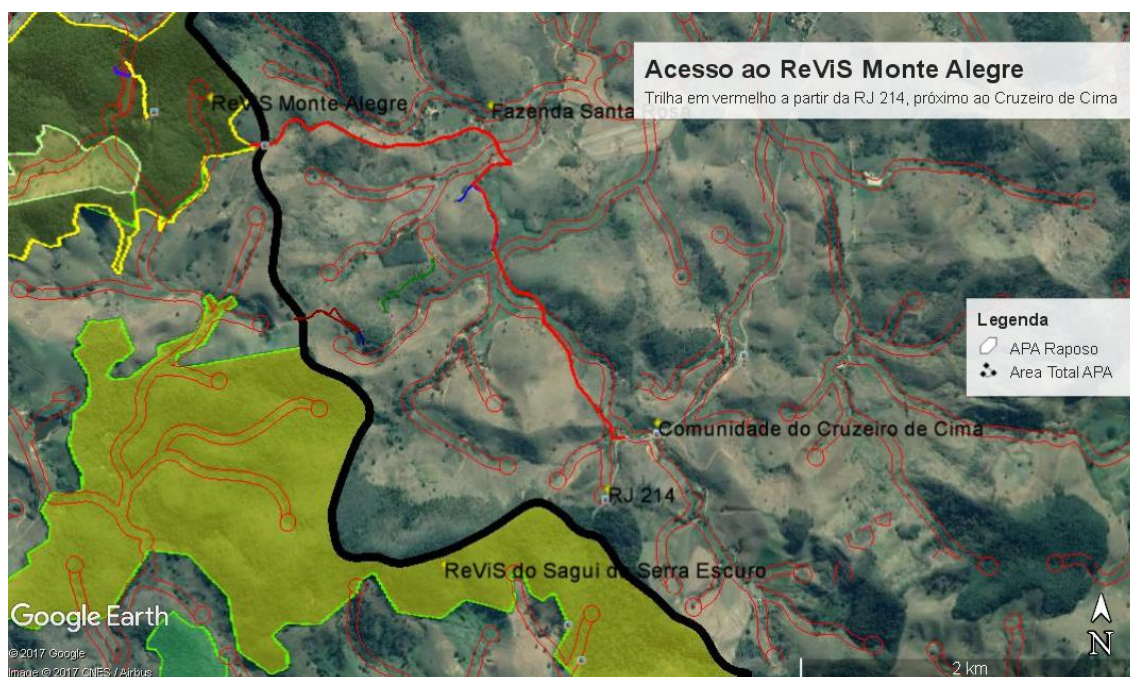 Acesso ao ReViS Monte Alegre
Trilha em vermelho a partir da RJ 214, próximo ao Cruzeiro de Cima
ReViS Monte Alegre
Fazenda Santa Rosa
Legenda
APA Raposo
Area Total APA
Comunidade do Cruzeiro de Cima
RJ 214
ReViS do Sagui da Serra Escuro
Google Earth
© 2017 Google
Image © 2017 CNES / Airbus
N
2 km